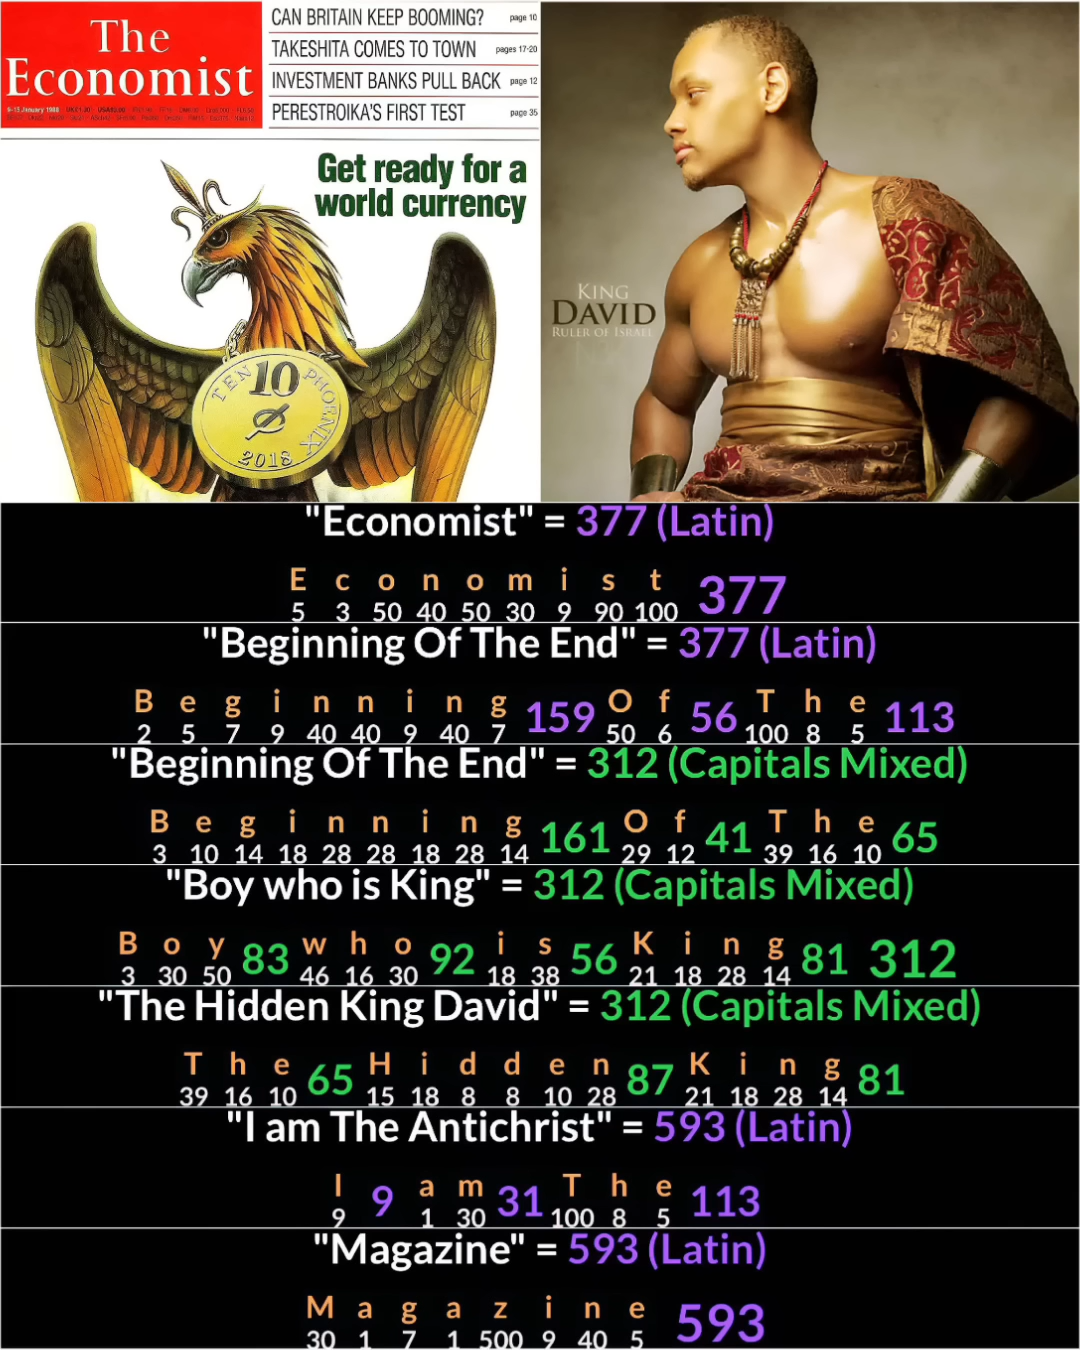 The
Economist
9-15 January 1988
CAN BRITAIN KEEP BOOMING? page 10
TAKESHITA COMES TO TOWN pages 17-20
INVESTMENT BANKS PULL BACK page 12
PERESTROIKA'S FIRST TEST page 35
Get ready for a
world currency
TEN 10 PHOENIX
2018
KING
DAVID
RULER OF ISRAEL
"Economist" = 377 (Latin)
E c o n o m i s t 377
5 3 50 40 50 30 9 90 100
"Beginning Of The End" = 377 (Latin)
B e g i n n i n g 159 O f 56 T h e 113
2 5 7 9 40 40 9 40 7 50 6 100 8 5
"Beginning Of The End" = 312 (Capitals Mixed)
B e g i n n i n g 161 O f 41 T h e 65
3 10 14 18 28 28 18 28 14 29 12 39 16 10
"Boy who is King" = 312 (Capitals Mixed)
B o y 83 w h o 92 i s 56 K i n g 81 312
3 30 50 46 16 30 18 38 21 18 28 14
"The Hidden King David" = 312 (Capitals Mixed)
T h e 65 H i d d e n 87 K i n g 81
39 16 10 15 18 8 8 10 28 21 18 28 14
"I am The Antichrist" = 593 (Latin)
I 9 a m 31 T h e 113
9 1 30 100 8 5
"Magazine" = 593 (Latin)
M a g a z i n e 593
30 1 7 1 500 9 40 5